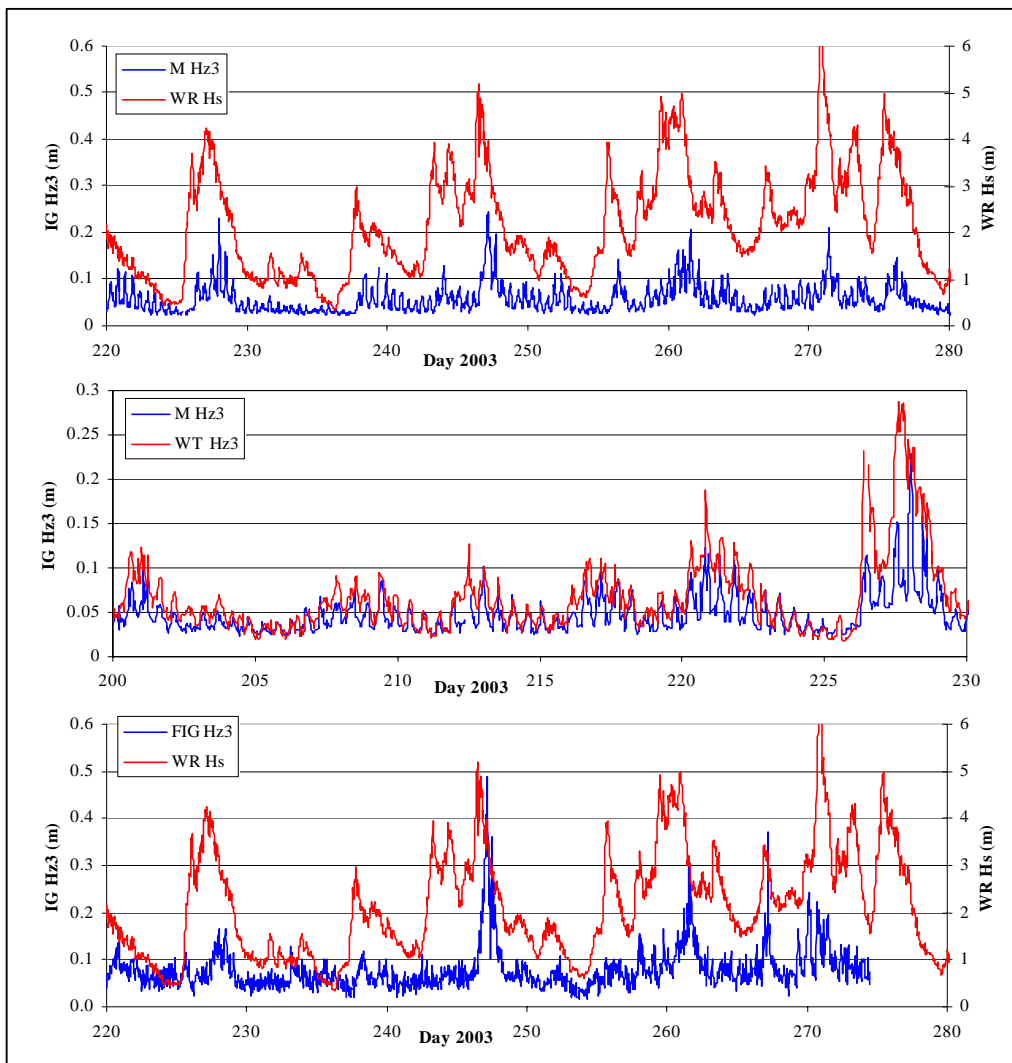 0.6
0.5
0.4
0.3
0.2
0.1
0
IG Hz3 (m)
M Hz3
WR Hs
6
5
4
3
2
1
0
WR Hs (m)
220 230 240 250 260 270 280
Day 2003
0.3
0.25
0.2
0.15
0.1
0.05
0
IG Hz3 (m)
M Hz3
WT Hz3
200 205 210 215 220 225 230
Day 2003
0.6
0.5
0.4
0.3
0.2
0.1
0.0
IG Hz3 (m)
FIG Hz3
WR Hs
6
5
4
3
2
1
0
WR Hs (m)
220 230 240 250 260 270 280
Day 2003